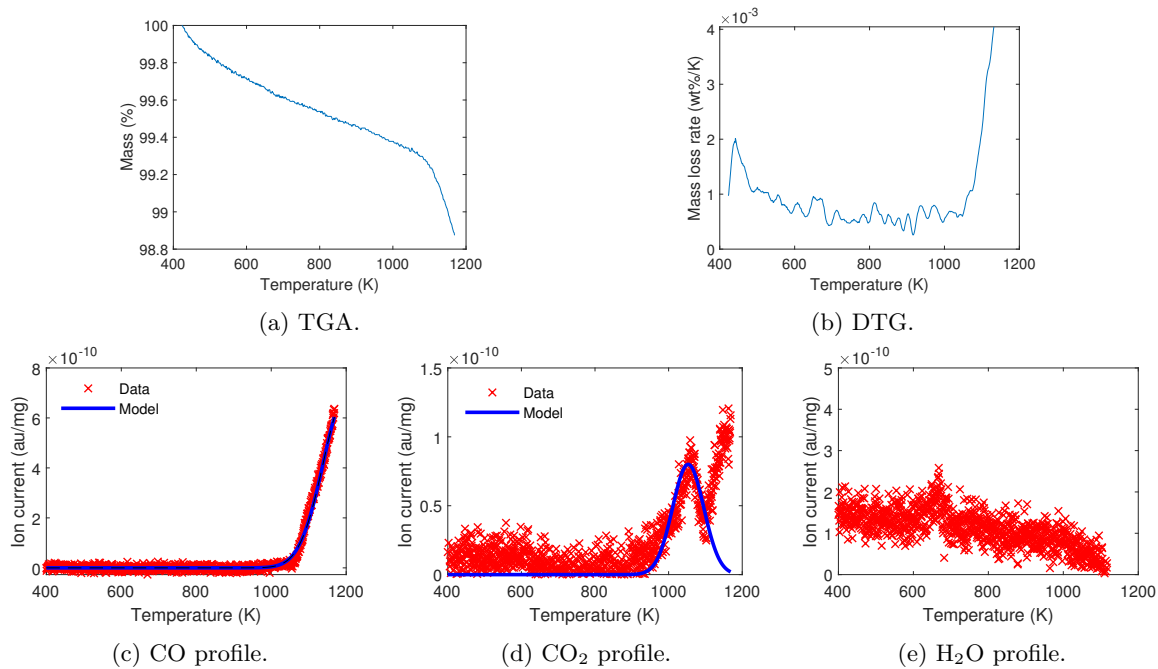 100
99.8
99.6
99.4
99.2
99
98.8
Mass (%)
400 600 800 1000 1200
Temperature (K)
(a) TGA.
×10⁻³
4
3
2
1
0
Mass loss rate (wt%/K)
400 600 800 1000 1200
Temperature (K)
(b) DTG.
×10⁻¹⁰
8
6
4
2
0
Ion current (au/mg)
Data
Model
400 600 800 1000 1200
Temperature (K)
(c) CO profile.
×10⁻¹⁰
1.5
1
0.5
0
Ion current (au/mg)
Data
Model
400 600 800 1000 1200
Temperature (K)
(d) CO₂ profile.
×10⁻¹⁰
5
4
3
2
1
0
Ion current (au/mg)
400 600 800 1000 1200
Temperature (K)
(e) H₂O profile.